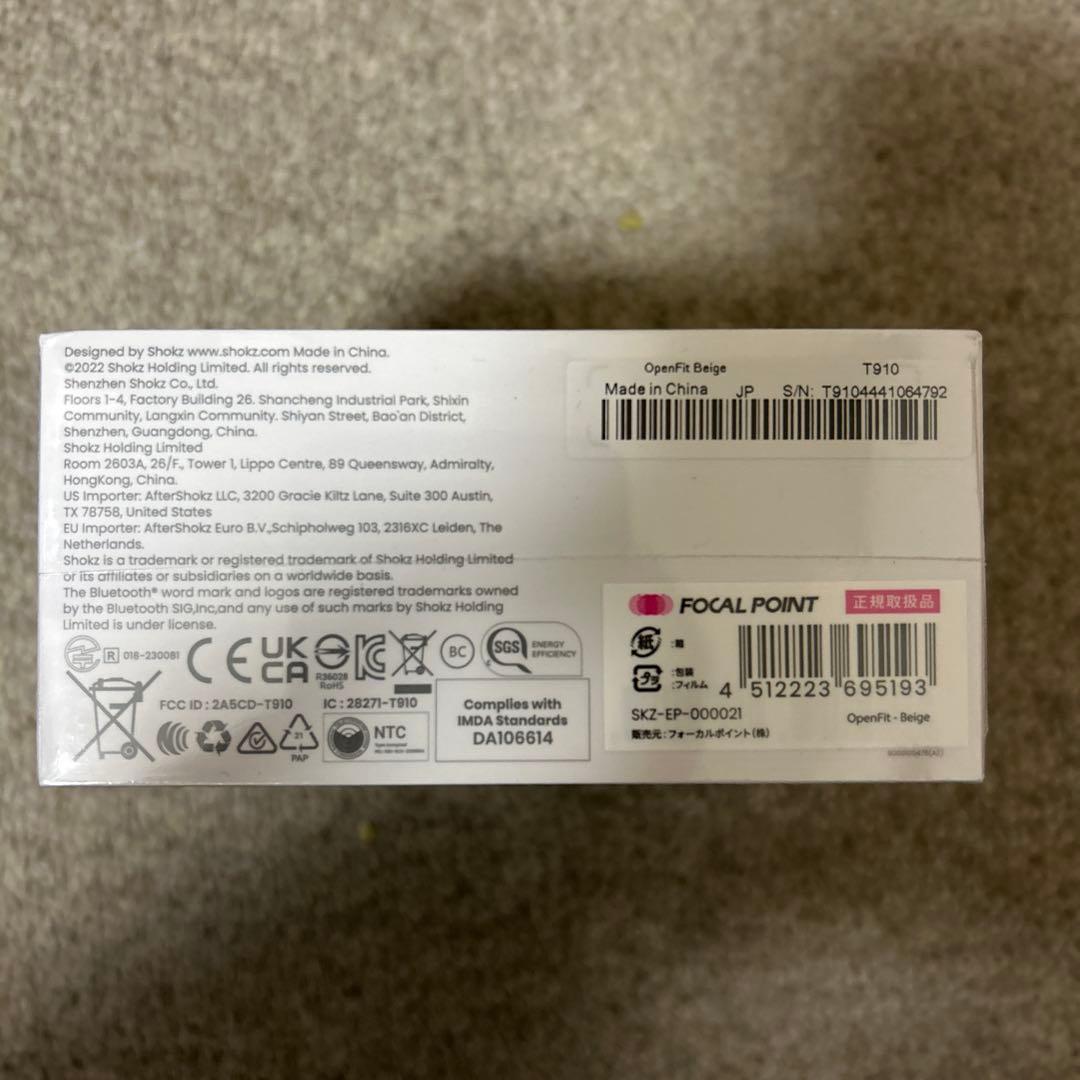 Designed by Shokz www.shokz.com Made in China.
©2022 Shokz Holding Limited. All rights reserved.
Shenzhen Shokz Co., Ltd.
Floors 1-4, Factory Building 26. Shancheng Industrial Park, Shixin
Community, Langxin Community. Shiyan Street, Bao'an District,
Shenzhen, Guangdong, China.
Shokz Holding Limited
Room 2603A, 26/F., Tower 1, Lippo Centre, 89 Queensway, Admiralty,
HongKong, China.
US Importer: AfterShokz LLC, 3200 Gracie Kiltz Lane, Suite 300 Austin,
TX 78758, United States
EU Importer: AfterShokz Euro B.V.,Schipholweg 103, 2316XC Leiden, The
Netherlands.
Shokz is a trademark or registered trademark of Shokz Holding Limited
or its affiliates or subsidiaries on a worldwide basis.
The Bluetooth® word mark and logos are registered trademarks owned
by the Bluetooth SIG,Inc,and any use of such marks by Shokz Holding
Limited is under license.
R 018-230081
CE
UK
CA
R36028
RoHS
BC
SGS
ENERGY
EFFICIENCY
FCC ID : 2A5CD-T910
IC : 28271-T910
21
PAP
NTC
Complies with
IMDA Standards
DA106614
OpenFit Beige T910
Made in China JP S/N: T9104441064792
FOCAL POINT 正規取扱品
紙 :箱
プラ :包装
:フィルム
4 512223 695193
SKZ-EP-000021 OpenFit - Beige
販売元:フォーカルポイント(株)